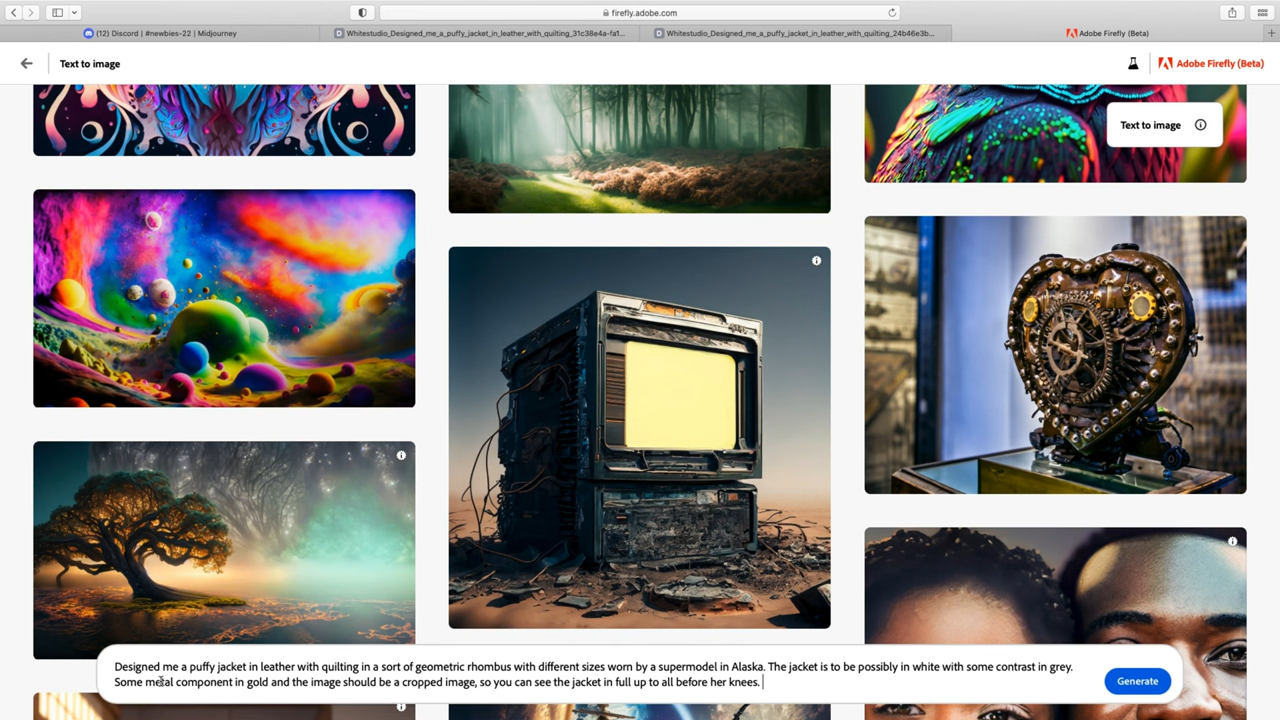 firefly.adobe.com
(12) Discord | #newbies-22 | Midjourney
Whitestudio_Designed_me_a_puffy_jacket_in_leather_with_quilting_31c38e4a-fa1...
Whitestudio_Designed_me_a_puffy_jacket_in_leather_with_quilting_24b46e3b...
Adobe Firefly (Beta)
Text to image
Adobe Firefly (Beta)
Text to image
Designed me a puffy jacket in leather with quilting in a sort of geometric rhombus with different sizes worn by a supermodel in Alaska. The jacket is to be possibly in white with some contrast in grey.
Some metal component in gold and the image should be a cropped image, so you can see the jacket in full up to all before her knees.
Generate